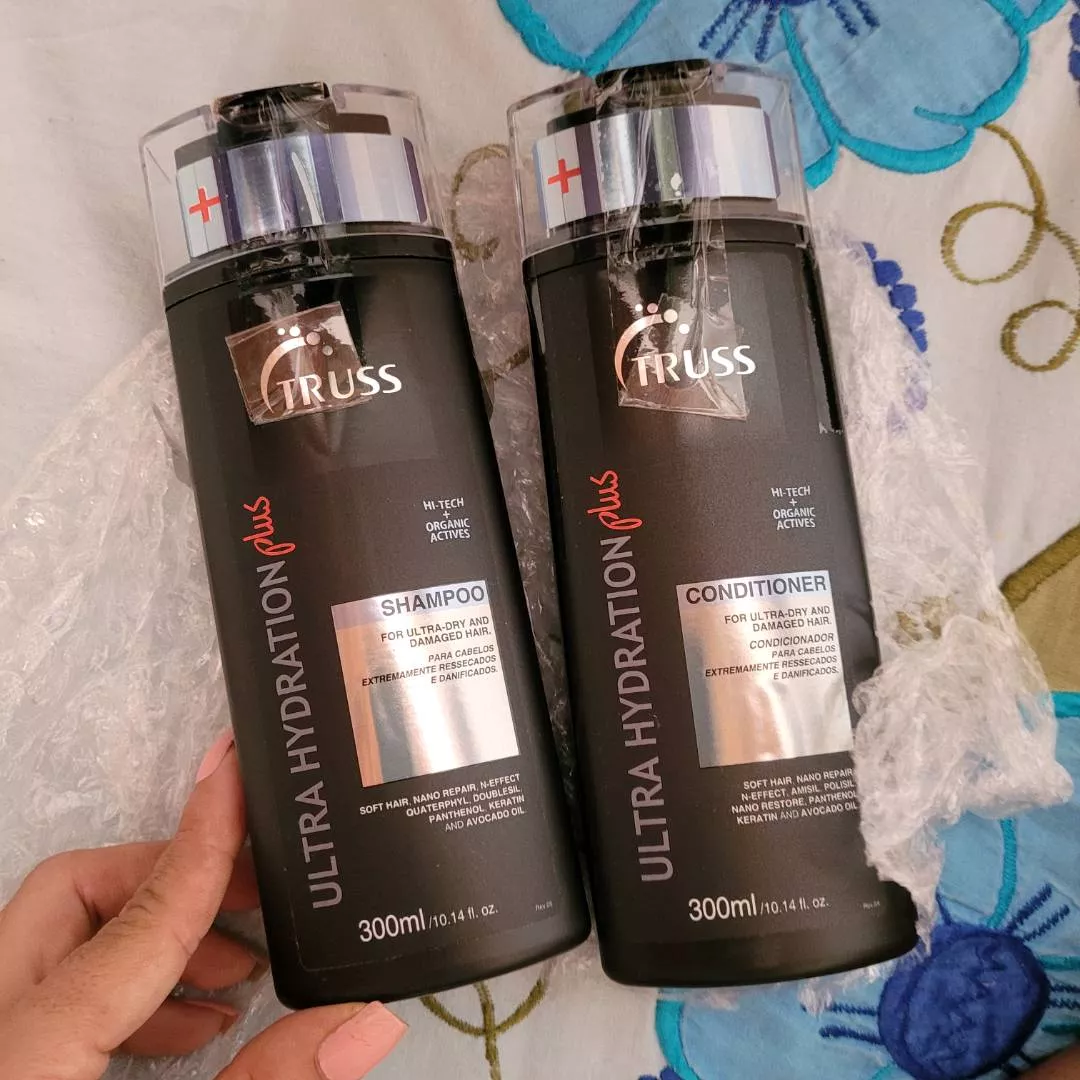 TRUSS
HI-TECH
+
ORGANIC
ACTIVES
ULTRA HYDRATION plus
SHAMPOO
FOR ULTRA-DRY AND
DAMAGED HAIR.
PARA CABELOS
EXTREMAMENTE RESSECADOS
E DANIFICADOS.
SOFT HAIR, NANO REPAIR, N-EFFECT
QUATERPHYL, DOUBLESIL
PANTHENOL, KERATIN
AND AVOCADO OIL
300ml/10.14 fl. oz.
TRUSS
HI-TECH
+
ORGANIC
ACTIVES
ULTRA HYDRATION plus
CONDITIONER
FOR ULTRA-DRY AND
DAMAGED HAIR.
CONDICIONADOR
PARA CABELOS
EXTREMAMENTE RESSECADOS
E DANIFICADOS.
SOFT HAIR, NANO REPAIR,
N-EFFECT, AMISIL, POLISIL
NANO RESTORE, PANTHENOL
KERATIN AND AVOCADO OIL
300ml/10.14 fl. oz.